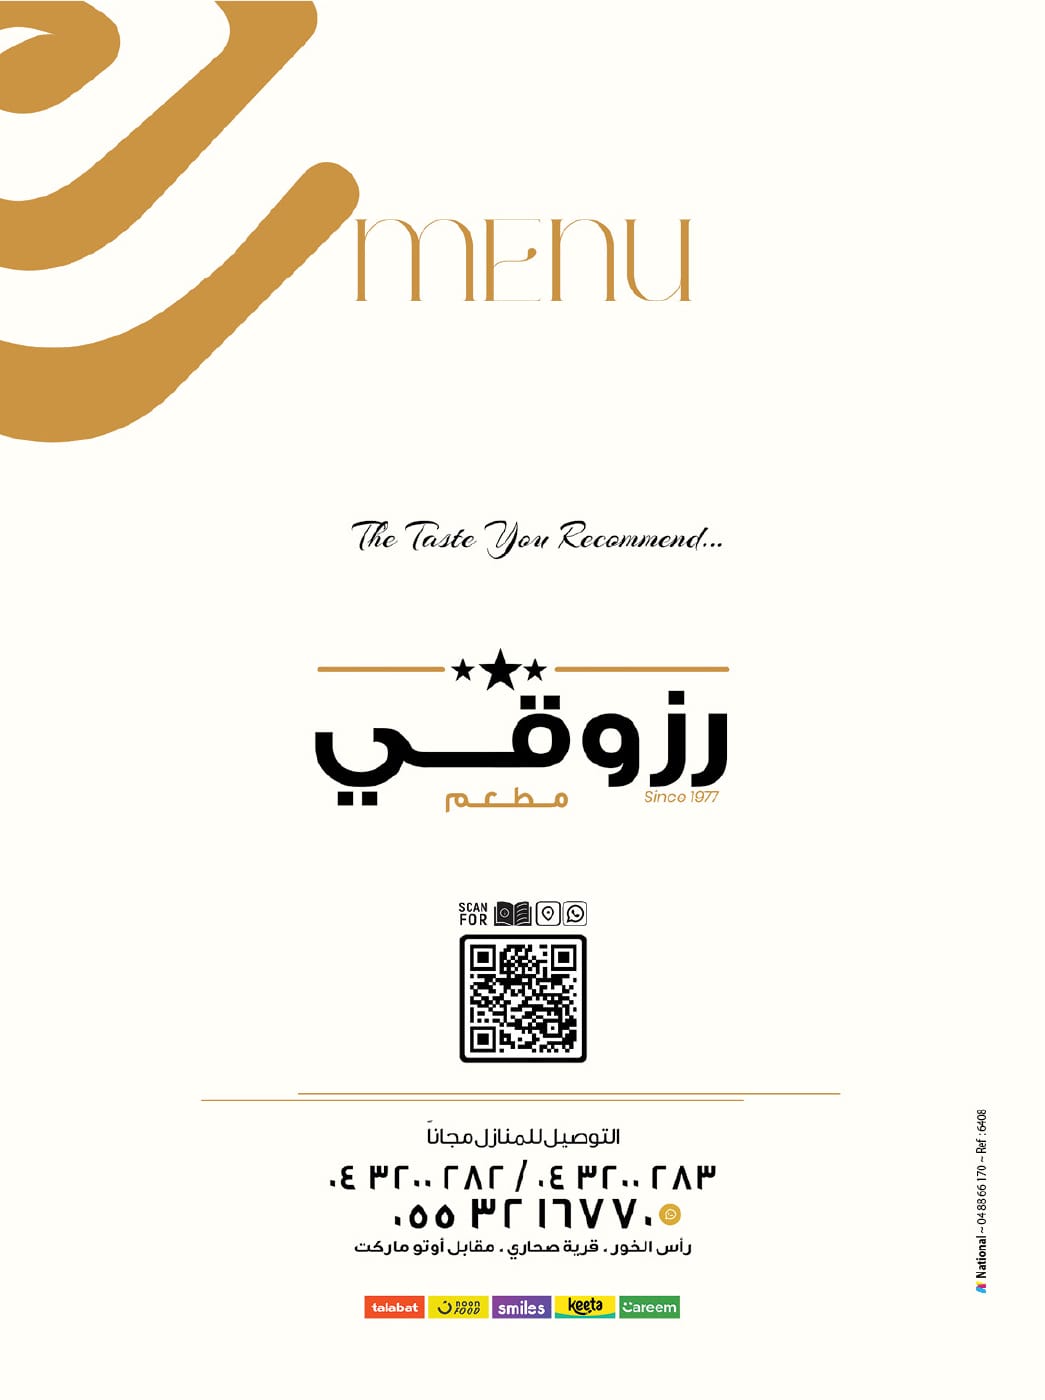 MENU
The Taste You Recommend...
رزوقي
مطعم
Since 1977
SCAN
FOR
التوصيل للمنازل مجاناً
٠٤ ٣٢٠٠ ٢٨٢ / ٠٤ ٣٢٠٠ ٢٨٣
٠٥٥ ٣٢ ١٦٧٧٠
رأس الخور . قرية صحاري . مقابل أوتو ماركت
talabat noon FOOD smiles keeta Careem
National ~ 04 88 66 170 ~ Ref : 6408